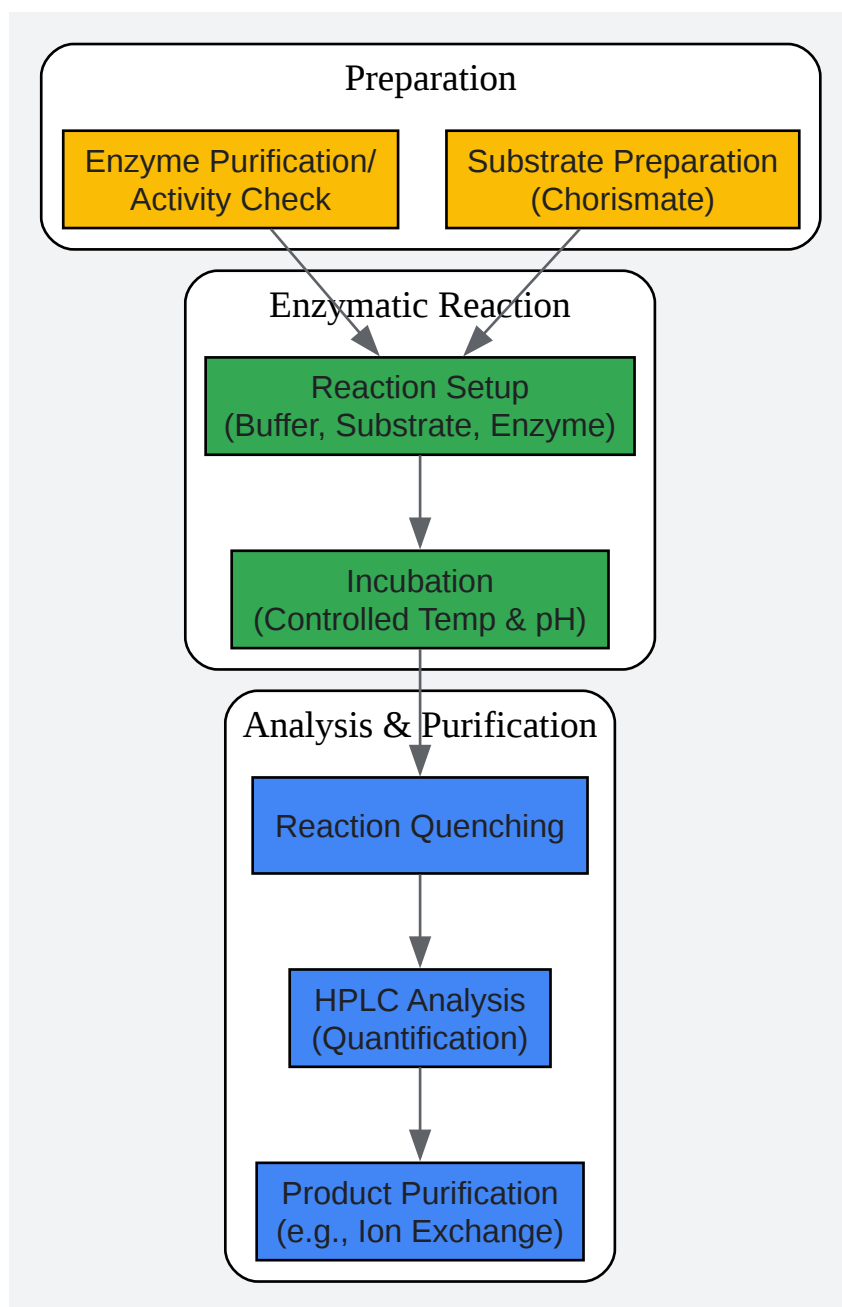 Preparation
Enzyme Purification/
Activity Check
Substrate Preparation
(Chorismate)
Enzymatic Reaction
Reaction Setup
(Buffer, Substrate, Enzyme)
Incubation
(Controlled Temp & pH)
Analysis & Purification
Reaction Quenching
HPLC Analysis
(Quantification)
Product Purification
(e.g., Ion Exchange)